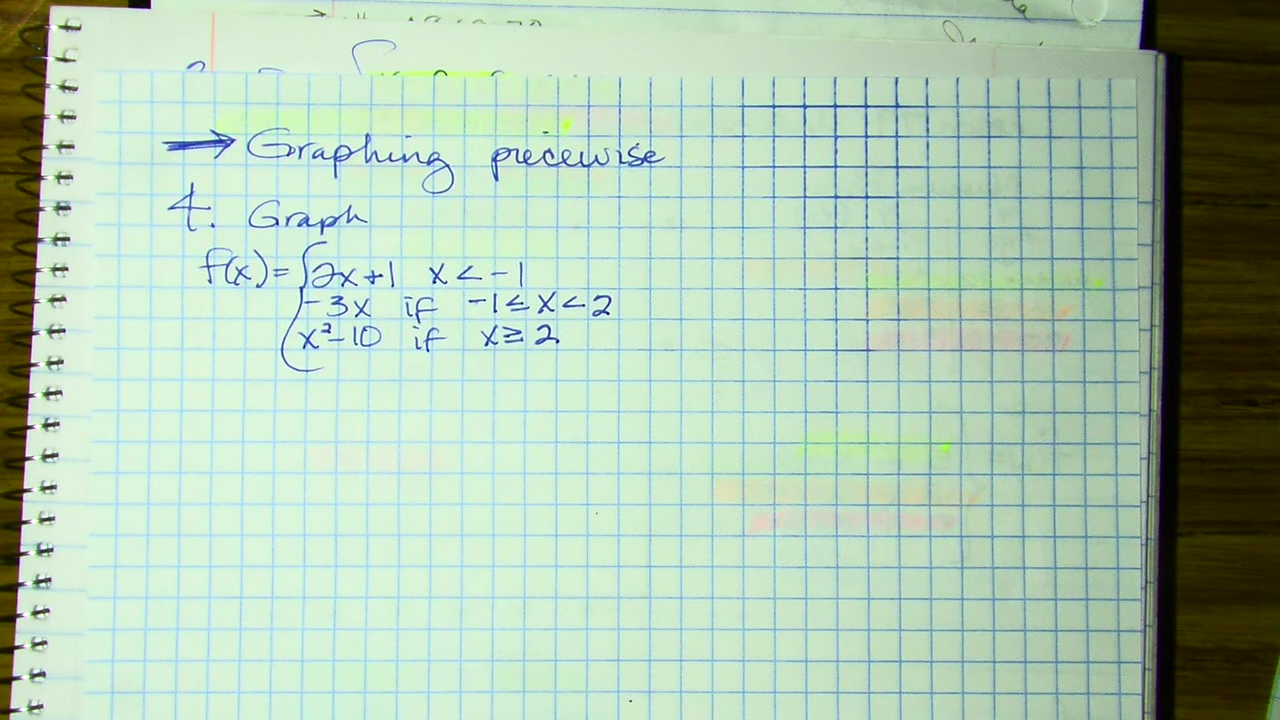 → Graphing piecewise
4. Graph
f(x) = { 2x+1 x < -1
-3x if -1 ≤ x < 2
x²-10 if x ≥ 2